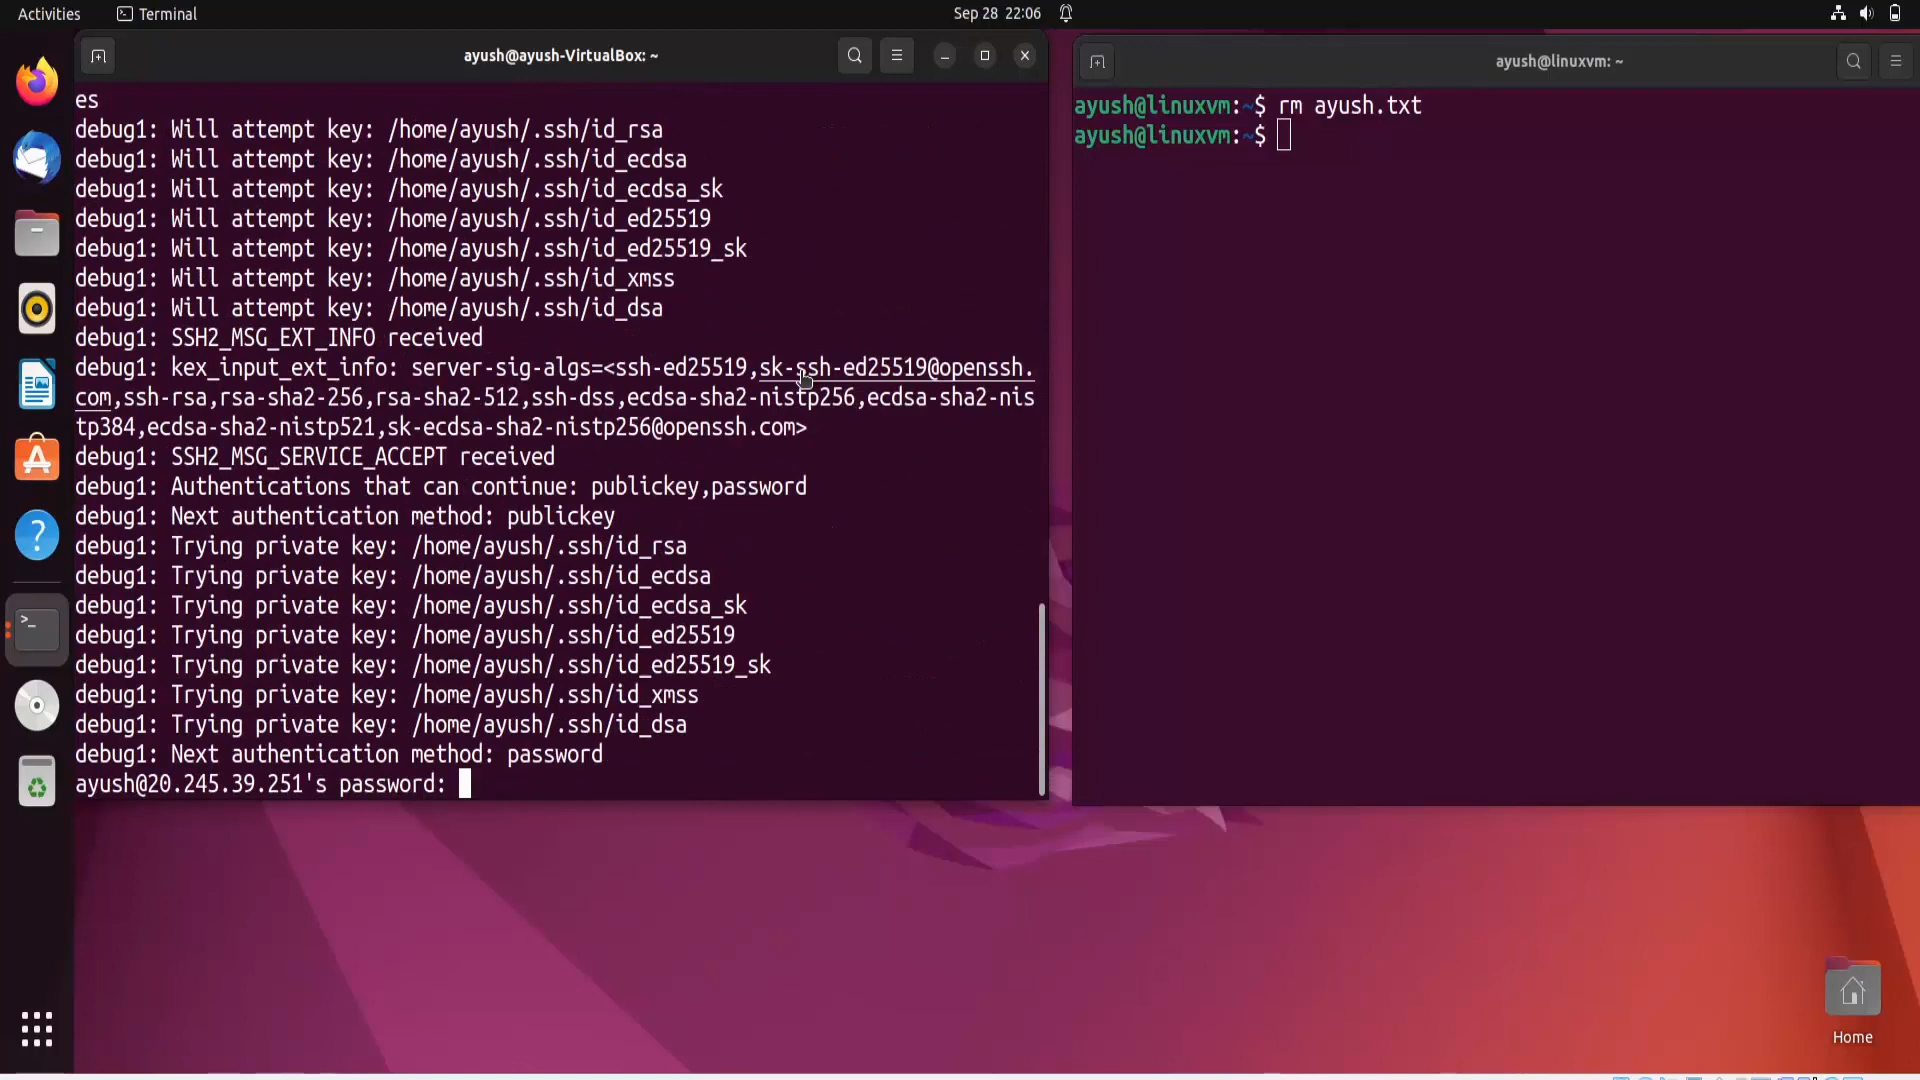 Activities
Terminal
Sep 28 22:06
ayush@ayush-VirtualBox: ~
es
debug1: Will attempt key: /home/ayush/.ssh/id_rsa
debug1: Will attempt key: /home/ayush/.ssh/id_ecdsa
debug1: Will attempt key: /home/ayush/.ssh/id_ecdsa_sk
debug1: Will attempt key: /home/ayush/.ssh/id_ed25519
debug1: Will attempt key: /home/ayush/.ssh/id_ed25519_sk
debug1: Will attempt key: /home/ayush/.ssh/id_xmss
debug1: Will attempt key: /home/ayush/.ssh/id_dsa
debug1: SSH2_MSG_EXT_INFO received
debug1: kex_input_ext_info: server-sig-algs=<ssh-ed25519,sk-ssh-ed25519@openssh.
com,ssh-rsa,rsa-sha2-256,rsa-sha2-512,ssh-dss,ecdsa-sha2-nistp256,ecdsa-sha2-nis
tp384,ecdsa-sha2-nistp521,sk-ecdsa-sha2-nistp256@openssh.com>
debug1: SSH2_MSG_SERVICE_ACCEPT received
debug1: Authentications that can continue: publickey,password
debug1: Next authentication method: publickey
debug1: Trying private key: /home/ayush/.ssh/id_rsa
debug1: Trying private key: /home/ayush/.ssh/id_ecdsa
debug1: Trying private key: /home/ayush/.ssh/id_ecdsa_sk
debug1: Trying private key: /home/ayush/.ssh/id_ed25519
debug1: Trying private key: /home/ayush/.ssh/id_ed25519_sk
debug1: Trying private key: /home/ayush/.ssh/id_xmss
debug1: Trying private key: /home/ayush/.ssh/id_dsa
debug1: Next authentication method: password
ayush@20.245.39.251's password:
ayush@linuxvm: ~
ayush@linuxvm:~$ rm ayush.txt
ayush@linuxvm:~$
Home